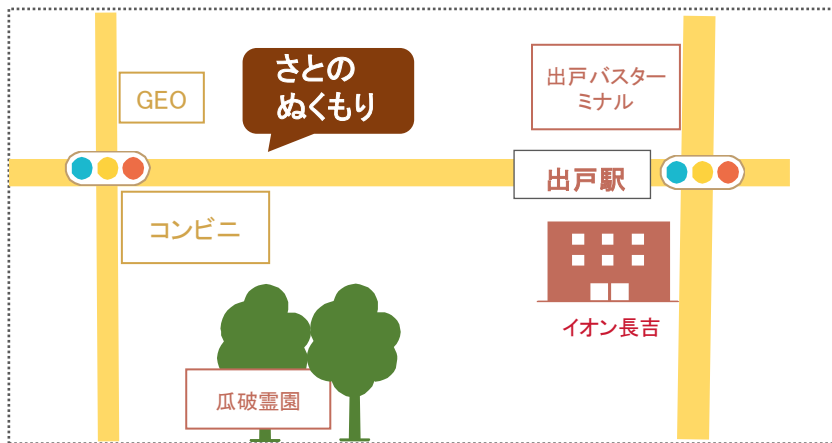 さとの
ぬくもり
GEO
出戸バスター
ミナル
出戸駅
コンビニ
イオン長吉
瓜破霊園